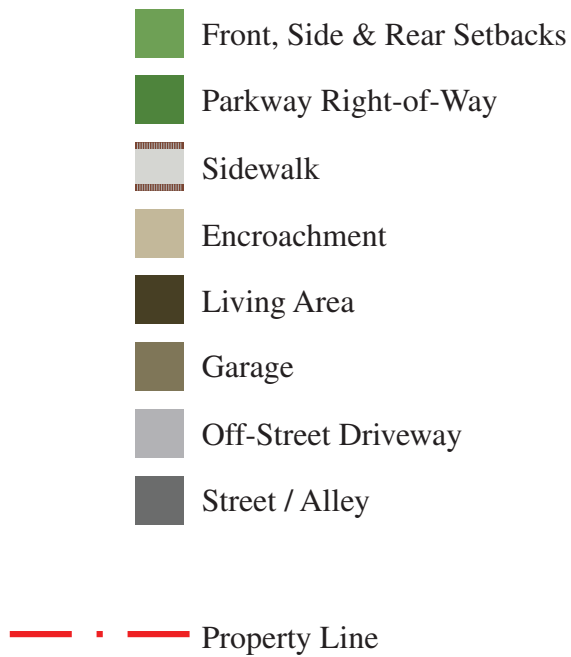 Front, Side & Rear Setbacks
Parkway Right-of-Way
Sidewalk
Encroachment
Living Area
Garage
Off-Street Driveway
Street / Alley
Property Line